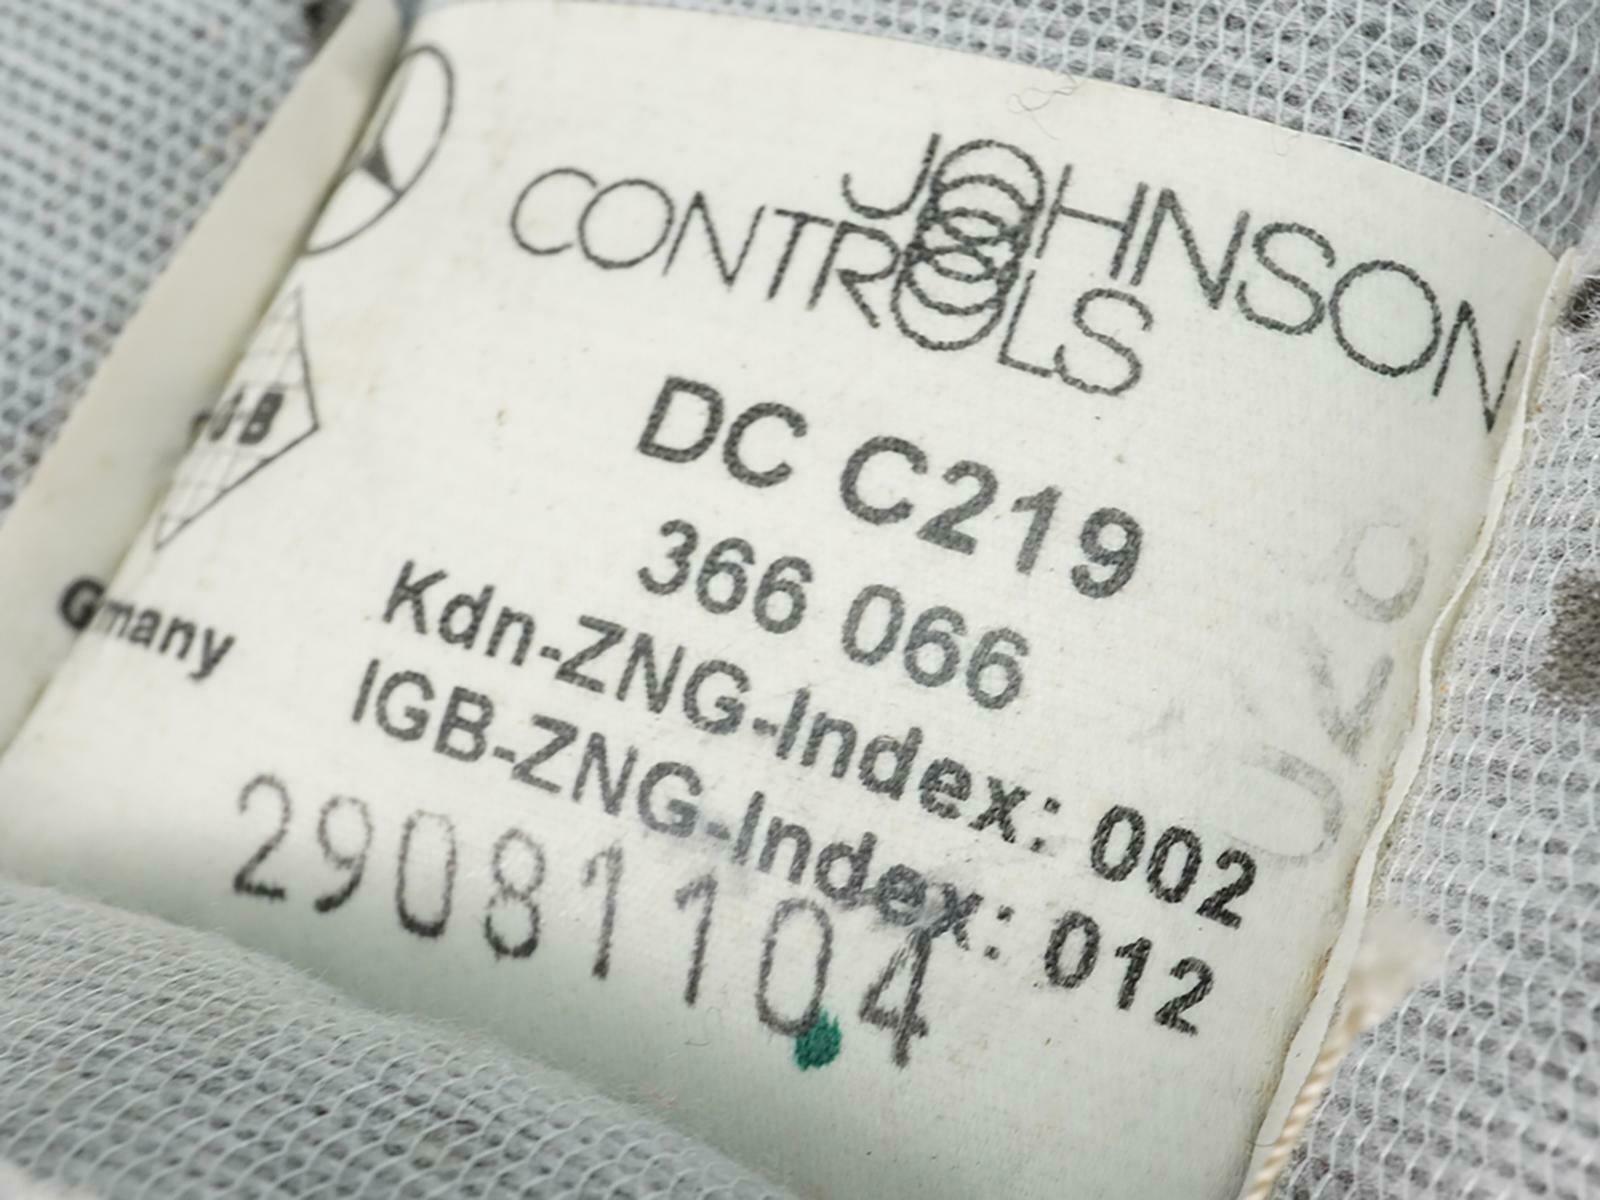 JOHNSON
CONTROLS
DC C219
366 066
Kdn-ZNG-Index: 002
IGB-ZNG-Index: 012
29081104